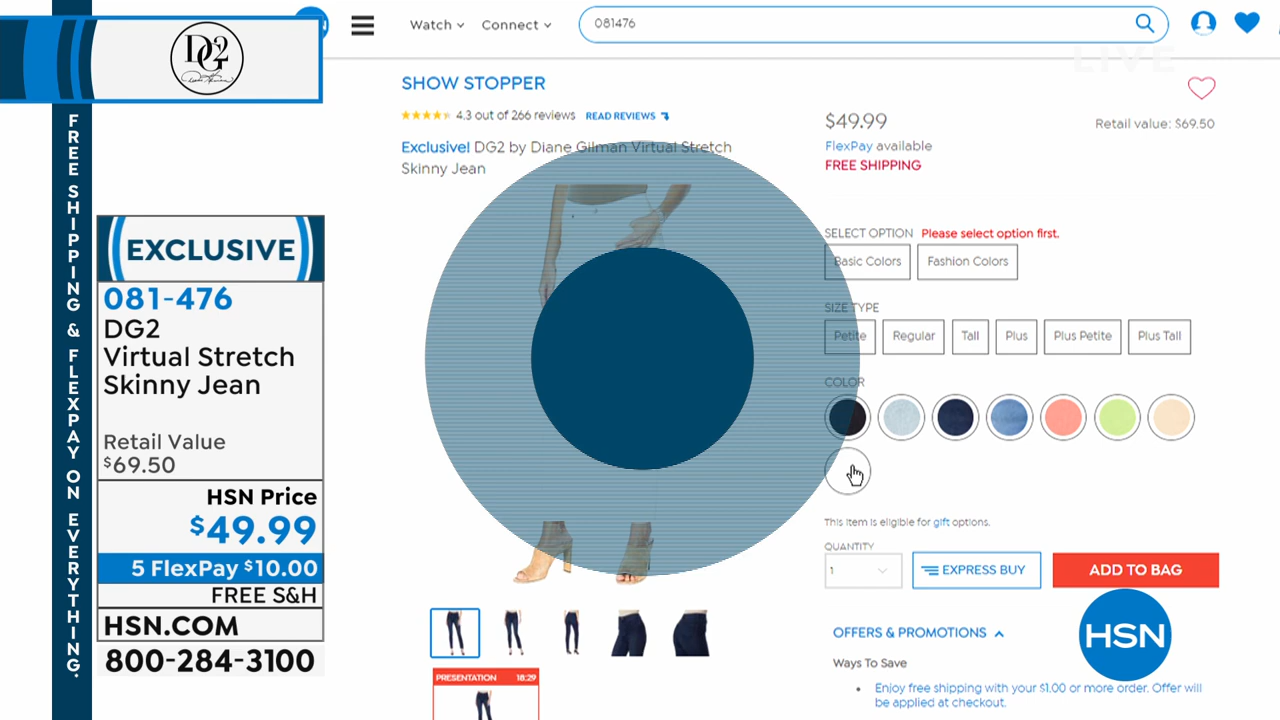 DG2
FREE SHIPPING & FLEXPAY ON EVERYTHING.
EXCLUSIVE
081-476
DG2
Virtual Stretch
Skinny Jean
Retail Value
$69.50
HSN Price
$49.99
5 FlexPay $10.00
FREE S&H
HSN.COM
800-284-3100
Watch Connect 081476
LIVE
SHOW STOPPER
4.3 out of 266 reviews READ REVIEWS
Exclusive! DG2 by Diane Gilman Virtual Stretch
Skinny Jean
$49.99 Retail value: $69.50
FlexPay available
FREE SHIPPING
SELECT OPTION Please select option first.
Basic Colors Fashion Colors
SIZE TYPE
Petite Regular Tall Plus Plus Petite Plus Tall
COLOR
This item is eligible for gift options.
QUANTITY
1 EXPRESS BUY ADD TO BAG
OFFERS & PROMOTIONS
HSN
Ways To Save
• Enjoy free shipping with your $1.00 or more order. Offer will
be applied at checkout.
PRESENTATION 18:29